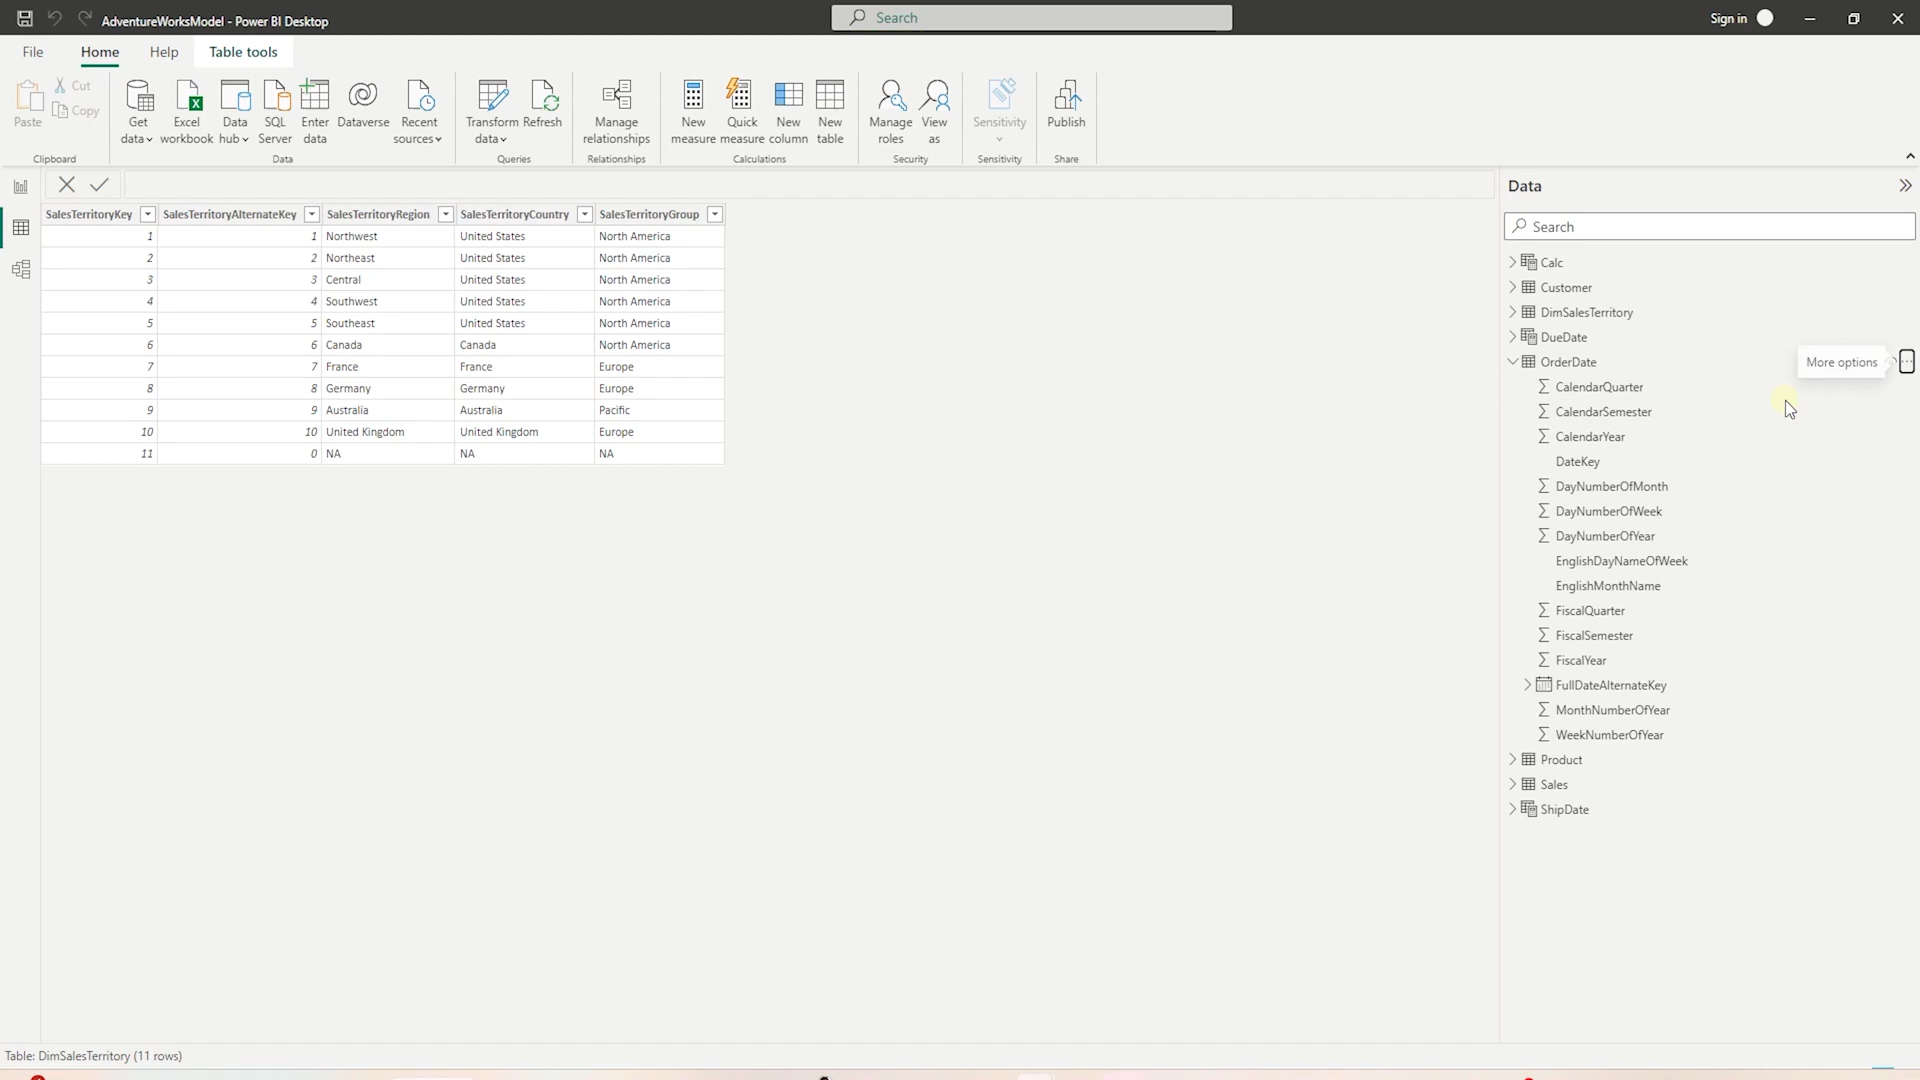 AdventureWorksModel - Power BI Desktop
Search
Sign in
File
Home
Help
Table tools
Paste
Cut
Copy
Clipboard
Get data
Excel workbook
Data hub
SQL Server
Enter data
Dataverse
Recent sources
Data
Transform data
Refresh
Queries
Manage relationships
Relationships
New measure
Quick measure
New column
New table
Calculations
Manage roles
View as
Security
Sensitivity
Sensitivity
Publish
Share
SalesTerritoryKey SalesTerritoryAlternateKey SalesTerritoryRegion SalesTerritoryCountry SalesTerritoryGroup
1 1 Northwest United States North America
2 2 Northeast United States North America
3 3 Central United States North America
4 4 Southwest United States North America
5 5 Southeast United States North America
6 6 Canada Canada North America
7 7 France France Europe
8 8 Germany Germany Europe
9 9 Australia Australia Pacific
10 10 United Kingdom United Kingdom Europe
11 0 NA NA NA
Data
Search
Calc
Customer
DimSalesTerritory
DueDate
OrderDate
More options
CalendarQuarter
CalendarSemester
CalendarYear
DateKey
DayNumberOfMonth
DayNumberOfWeek
DayNumberOfYear
EnglishDayNameOfWeek
EnglishMonthName
FiscalQuarter
FiscalSemester
FiscalYear
FullDateAlternateKey
MonthNumberOfYear
WeekNumberOfYear
Product
Sales
ShipDate
Table: DimSalesTerritory (11 rows)